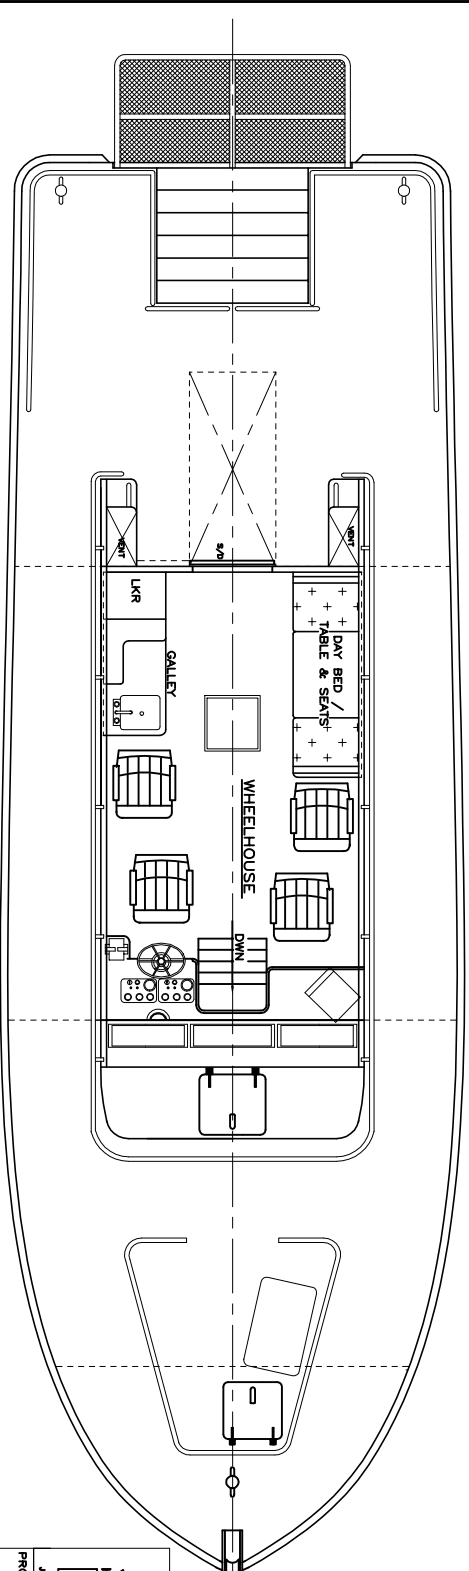 S/D
VENT
VENT
LKR
GALLEY
DAY BED /
TABLE & SEATS
WHEELHOUSE
DWN